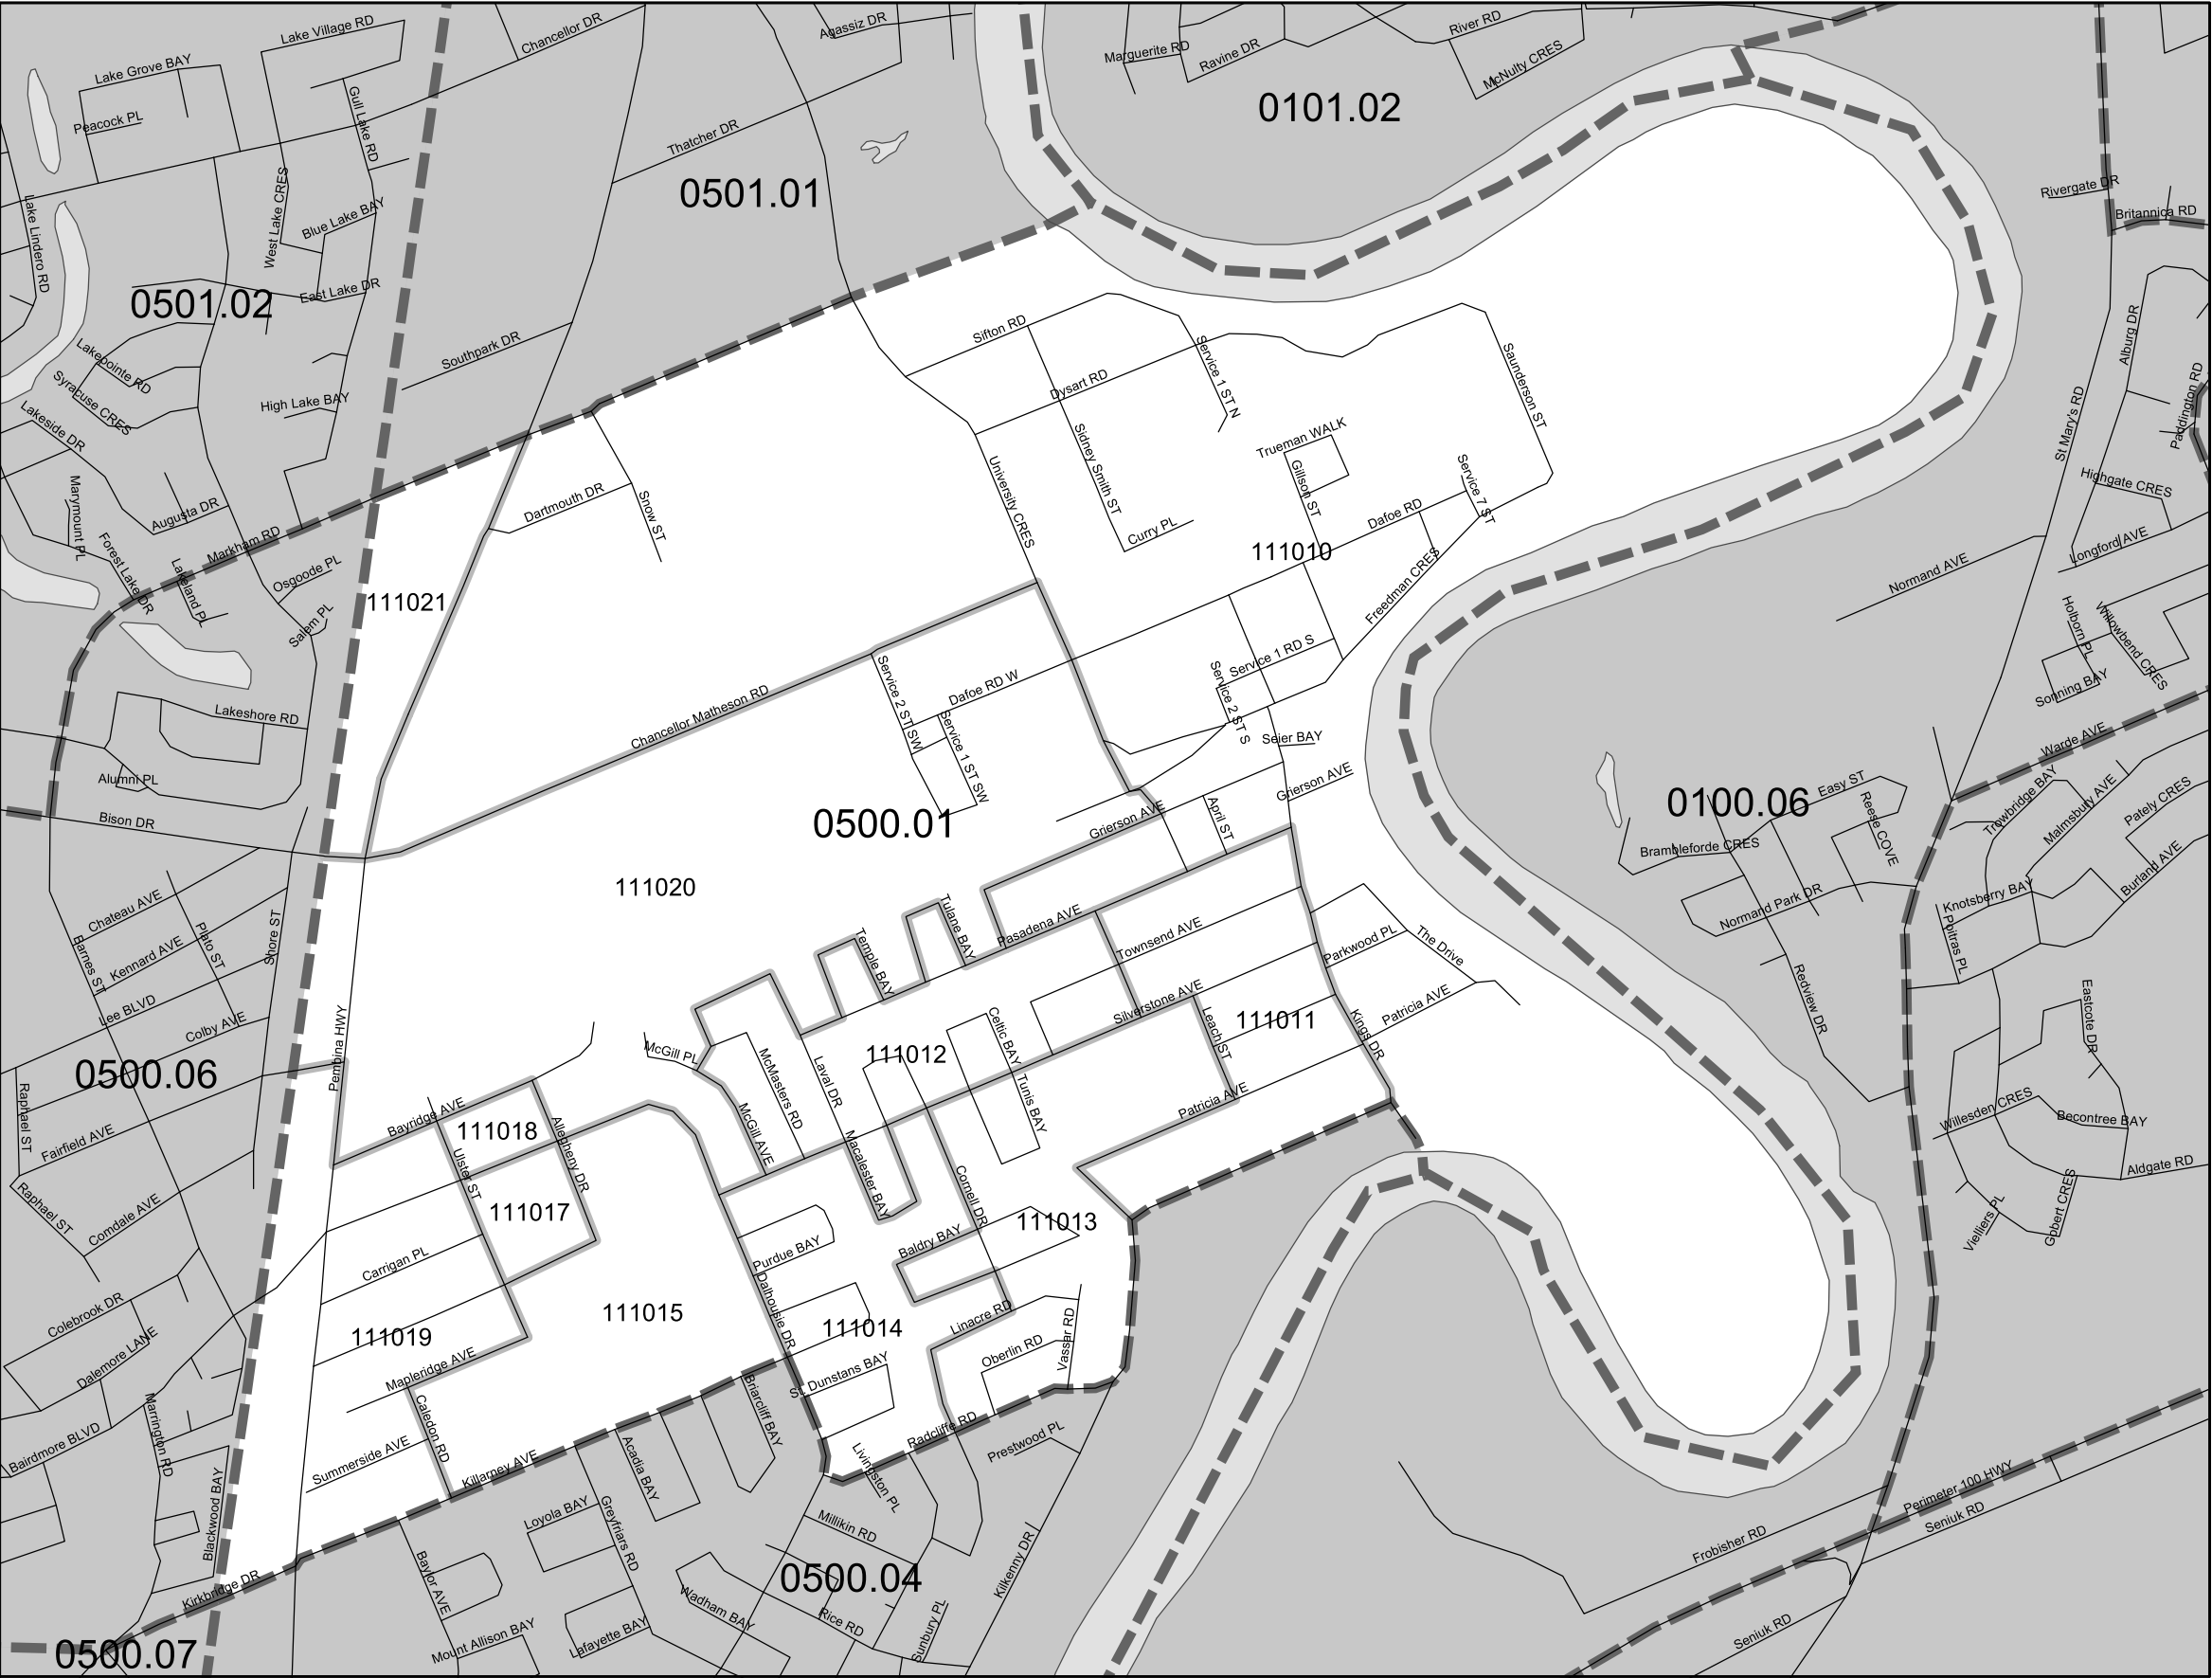 Lake Village RD
Chancellor DR
Agassiz DR
River RD
Marguerite RD
Ravine DR
McNulty CRES
Lake Grove BAY
Peacock PL
Gull Lake RD
0101.02
Thatcher DR
0501.01
Rivergate DR
Britannica RD
Lake Lindero RD
West Lake CRES
Blue Lake BAY
East Lake DR
0501.02
Southpark DR
Lakepointe RD
Syracuse CRES
Lakeside DR
High Lake BAY
Sifton RD
Dysart RD
Service 1 ST N
Saunderson ST
Alburg DR
Paddington RD
St Mary's RD
Highgate CRES
Longford AVE
Trueman WALK
Gillson ST
Sidney Smith ST
Curry PL
University CRES
Service 7 ST
Dafoe RD
111010
Freedman CRES
Normand AVE
Marymount PL
Augusta DR
Markham RD
Forest Lake DR
Lakeland PL
Osgoode PL
Salem PL
Dartmouth DR
Snow ST
111021
Holborn PL
Willowbend CRES
Sonning BAY
Warde AVE
Service 1 RD S
Service 2 ST S
Seier BAY
Dafoe RD W
Service 2 ST SW
Service 1 ST SW
Chancellor Matheson RD
Lakeshore RD
Alumni PL
Bison DR
0500.01
Grierson AVE
Grierson AVE
April ST
0100.06
Easy ST
Reese COVE
Brambleforde CRES
Normand Park DR
Trowbridge BAY
Malmsbury AVE
Pately CRES
Burland AVE
Knotsberry BAY
Poitras PL
111020
Chateau AVE
Kennard AVE
Plato ST
Shore ST
Barnes ST
Lee BLVD
Colby AVE
Temple BAY
Tulane BAY
Pasadena AVE
Townsend AVE
Parkwood PL
The Drive
Patricia AVE
Silverstone AVE
Leach ST
111011
Kings DR
Redview DR
Eastcote DR
0500.06
Pembina HWY
McGill PL
McMasters RD
McGill AVE
Laval DR
111012
Celtic BAY
Tunis BAY
Patricia AVE
Willesden CRES
Becontree BAY
Aldgate RD
Raphael ST
Fairfield AVE
Raphael ST
Comdale AVE
Bayridge AVE
111018
Allegheny DR
Ulster ST
111017
Macalester BAY
Cornell DR
111013
Baldry BAY
Vielliers PL
Gobert CRES
Carrigan PL
Purdue BAY
Dalhousie DR
111015
111014
Linacre RD
Oberlin RD
Vassar RD
Colebrook DR
Dalemore LANE
111019
Mapleridge AVE
St. Dunstans BAY
Bairdmore BLVD
Marrington RD
Caledon RD
Summerside AVE
Killarney AVE
Acadia BAY
Briarcliff BAY
Livingston PL
Radcliffe RD
Prestwood PL
Perimeter 100 HWY
Seniuk RD
Frobisher RD
Blackwood BAY
Loyola BAY
Greyfriars RD
Millikin RD
0500.04
Kilkenny DR
Kirkbridge DR
Baylor AVE
Wadham BAY
Rice RD
Sunbury PL
Mount Allison BAY
Lafayette BAY
Seniuk RD
0500.07